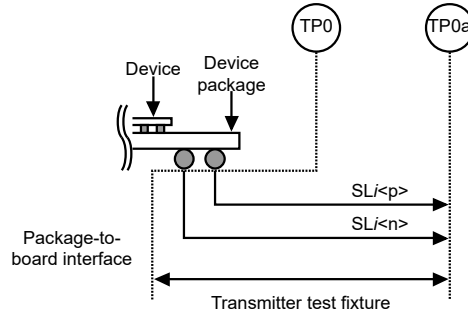 TP0
TP0a
Device
Device
package
SLi<p>
SLi<n>
Package-to-
board interface
Transmitter test fixture